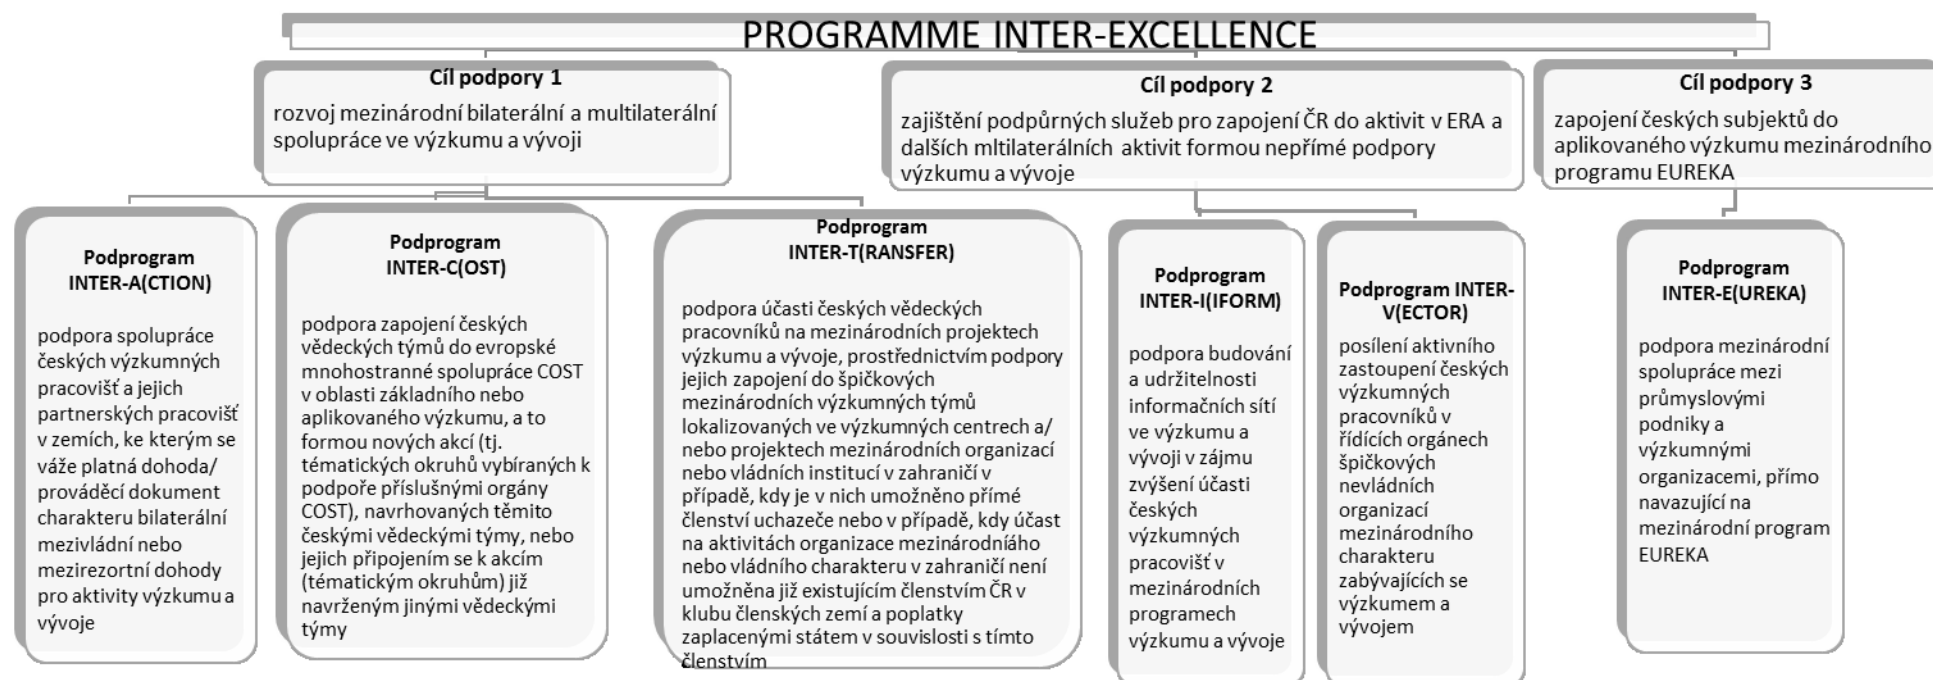 PROGRAMME INTER-EXCELLENCE
Cíl podpory 1
rozvoj mezinárodní bilaterální a multilaterální
spolupráce ve výzkumu a vývoji
Cíl podpory 2
zajištění podpůrných služeb pro zapojení ČR do aktivit v ERA a
dalších mltilaterálních aktivit formou nepřímé podpory
výzkumu a vývoje
Cíl podpory 3
zapojení českých subjektů do
aplikovaného výzkumu mezinárodního
programu EUREKA
Podprogram
INTER-A(CTION)
podpora spolupráce
českých výzkumných
pracovišť a jejich
partnerských pracovišť
v zemích, ke kterým se
váže platná dohoda/
prováděcí dokument
charakteru bilaterální
mezivládní nebo
mezirezortní dohody
pro aktivity výzkumu a
vývoje
Podprogram
INTER-C(OST)
podpora zapojení českých
vědeckých týmů do evropské
mnohostranné spolupráce COST
v oblasti základního nebo
aplikovaného výzkumu, a to
formou nových akcí (tj.
tématických okruhů vybíraných k
podpoře příslušnými orgány
COST), navrhovaných těmito
českými vědeckými týmy, nebo
jejich připojením se k akcím
(tématickým okruhům) již
navrženým jinými vědeckými
týmy
Podprogram
INTER-T(RANSFER)
podpora účasti českých vědeckých
pracovníků na mezinárodních projektech
výzkumu a vývoje, prostřednictvím podpory
jejich zapojení do špičkových
mezinárodních výzkumných týmů
lokalizovaných ve výzkumných centrech a/
nebo projektech mezinárodních organizací
nebo vládních institucí v zahraničí v
případě, kdy je v nich umožněno přímé
členství uchazeče nebo v případě, kdy účast
na aktivitách organizace mezinárodníáho
nebo vládního charakteru v zahraničí není
umožněna již existujícím členstvím ČR v
klubu členských zemí a poplatky
zaplacenými státem v souvislosti s tímto
členstvím
Podprogram
INTER-I(IFORM)
podpora budování
a udržitelnosti
informačních sítí
ve výzkumu a
vývoji v zájmu
zvýšení účasti
českých
výzkumných
pracovišť v
mezinárodních
programech
výzkumu a vývoje
Podprogram INTER-
V(ECTOR)
posílení aktivního
zastoupení českých
výzkumných
pracovníků v
řídících orgánech
špičkových
nevládních
organizací
mezinárodního
charakteru
zabývajících se
výzkumem a
vývojem
Podprogram
INTER-E(UREKA)
podpora mezinárodní
spolupráce mezi
průmyslovými
podniky a
výzkumnými
organizacemi, přímo
navazující na
mezinárodní program
EUREKA